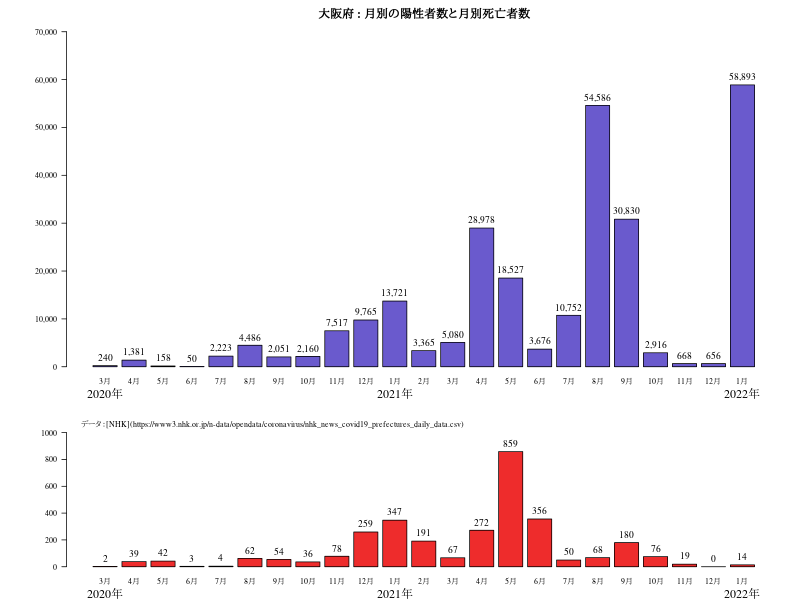 大阪府 : 月別の陽性者数と月別死亡者数
70,000
60,000
50,000
40,000
30,000
20,000
10,000
0
240 1,381 158 50 2,223 4,486 2,051 2,160 7,517 9,765 13,721 3,365 5,080 28,978 18,527 3,676 10,752 54,586 30,830 2,916 668 656 58,893
3月 4月 5月 6月 7月 8月 9月 10月 11月 12月 1月 2月 3月 4月 5月 6月 7月 8月 9月 10月 11月 12月 1月
2020年 2021年 2022年
データ : [NHK](https://www3.nhk.or.jp/n-data/opendata/coronavirus/nhk_news_covid19_prefectures_daily_data.csv)
1000
800
600
400
200
0
2 39 42 3 4 62 54 36 78 259 347 191 67 272 859 356 50 68 180 76 19 0 14
3月 4月 5月 6月 7月 8月 9月 10月 11月 12月 1月 2月 3月 4月 5月 6月 7月 8月 9月 10月 11月 12月 1月
2020年 2021年 2022年